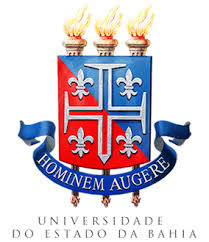 HOMINEM AUGERE
UNIVERSIDADE
DO ESTADO DA BAHIA